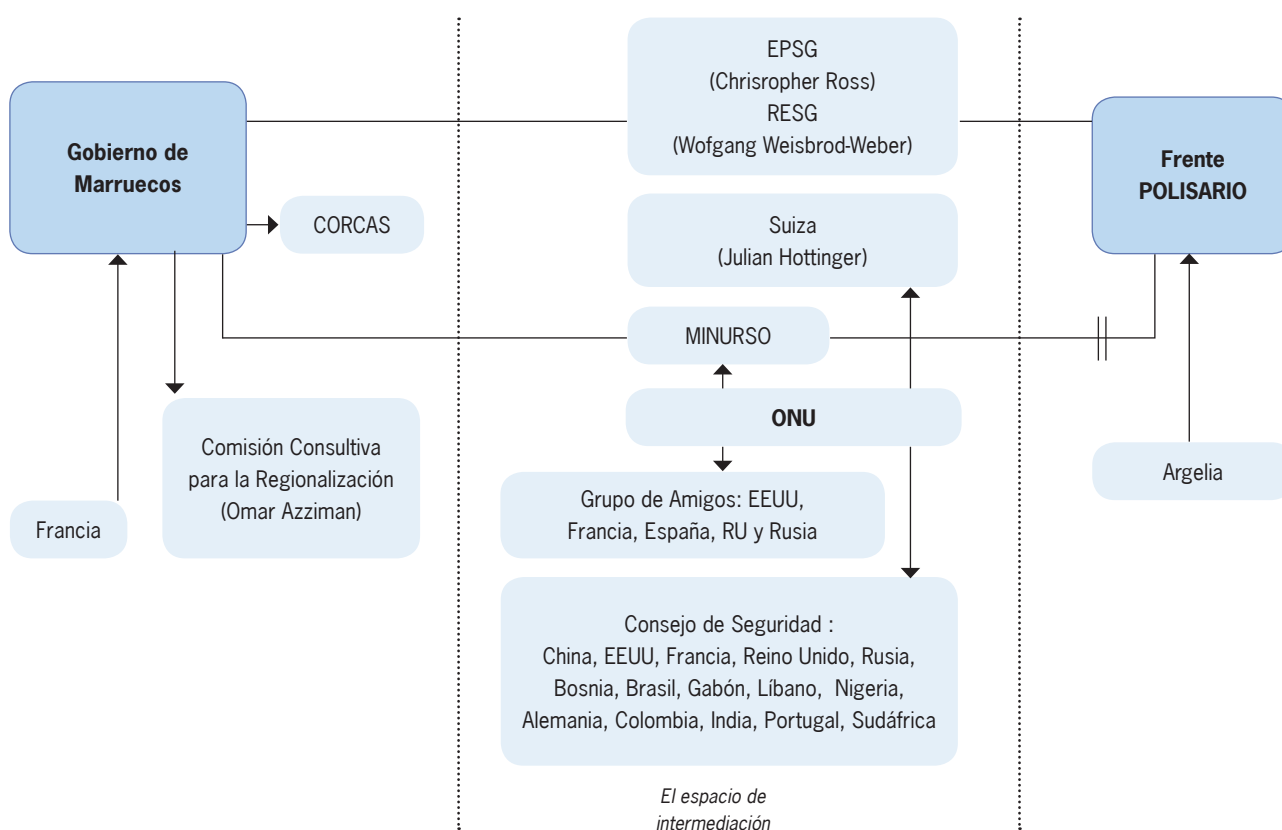 EPSG
(Chrisropher Ross)
RESG
(Wofgang Weisbrod-Weber)
Gobierno de
Marruecos
Frente
POLISARIO
CORCAS
Suiza
(Julian Hottinger)
MINURSO
ONU
Comisión Consultiva
para la Regionalización
(Omar Azziman)
Francia
Grupo de Amigos: EEUU,
Francia, España, RU y Rusia
Argelia
Consejo de Seguridad :
China, EEUU, Francia, Reino Unido, Rusia,
Bosnia, Brasil, Gabón, Líbano, Nigeria,
Alemania, Colombia, India, Portugal, Sudáfrica
El espacio de
intermediación